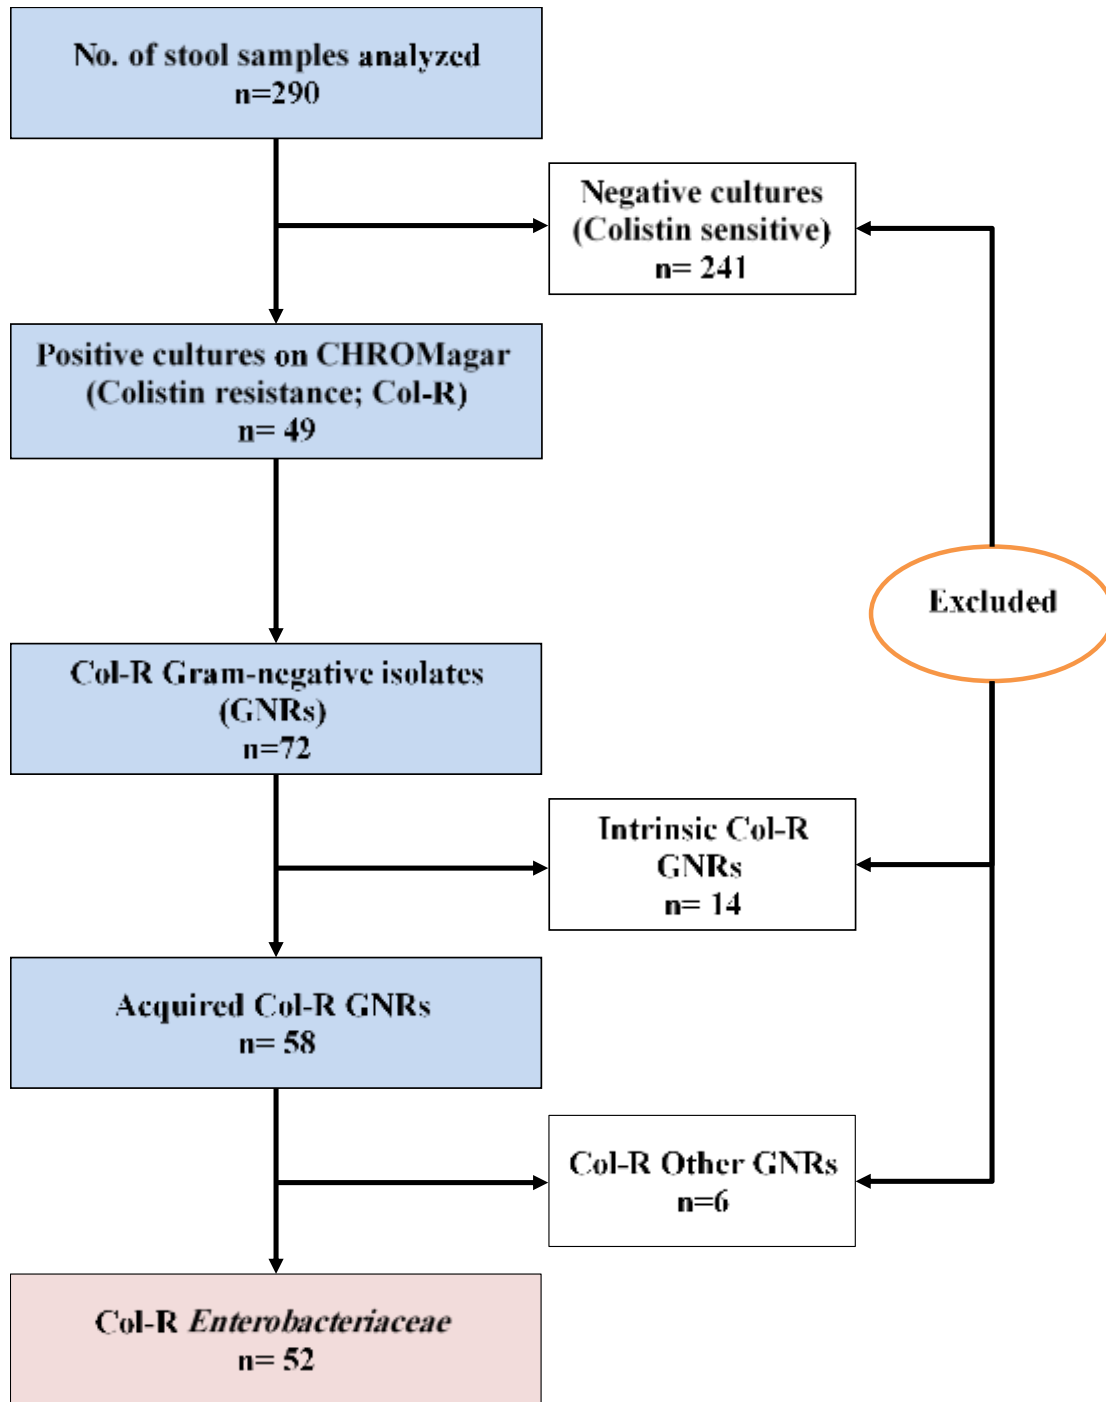 No. of stool samples analyzed
n=290
Negative cultures
(Colistin sensitive)
n= 241
Positive cultures on CHROMagar
(Colistin resistance; Col-R)
n= 49
Excluded
Col-R Gram-negative isolates
(GNRs)
n=72
Intrinsic Col-R
GNRs
n= 14
Acquired Col-R GNRs
n= 58
Col-R Other GNRs
n=6
Col-R Enterobacteriaceae
n= 52